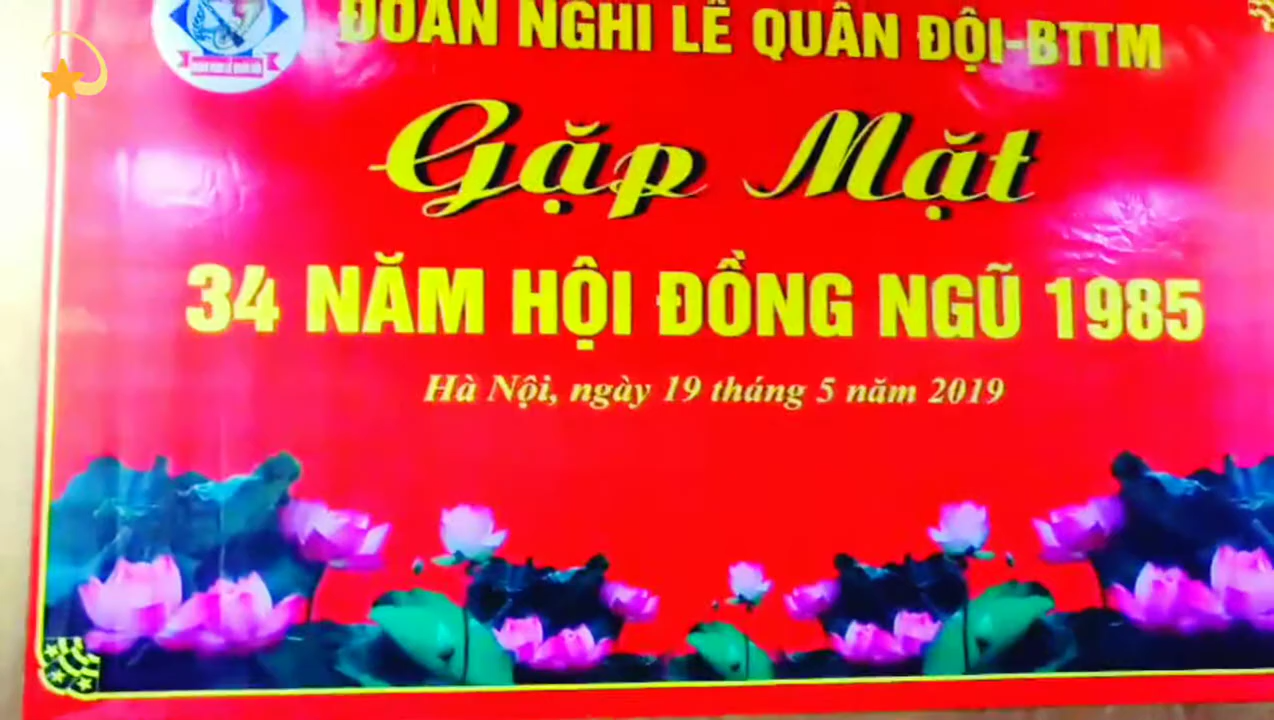 ĐOÀN NGHI LỄ QUÂN ĐỘI-BTTM
Gặp Mặt
34 NĂM HỘI ĐỒNG NGŨ 1985
Hà Nội, ngày 19 tháng 5 năm 2019